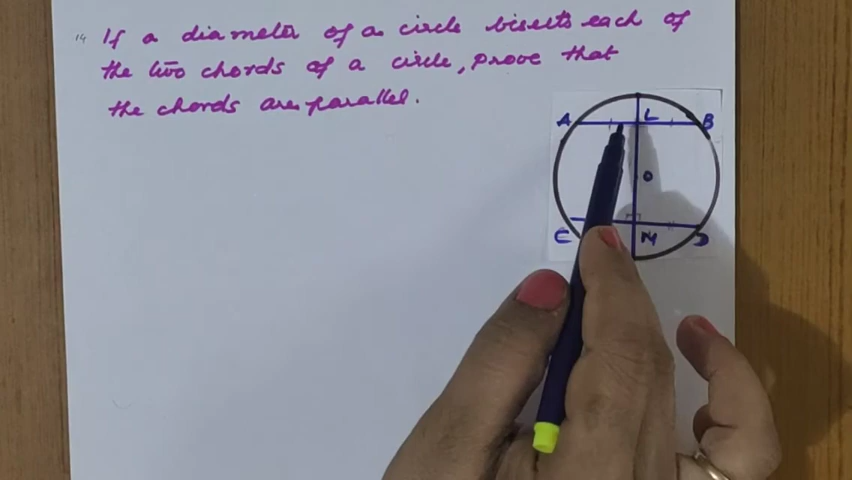 14 If a diameter of a circle bisects each of
the two chords of a circle, prove that
the chords are parallel.
A L B
O
C M D